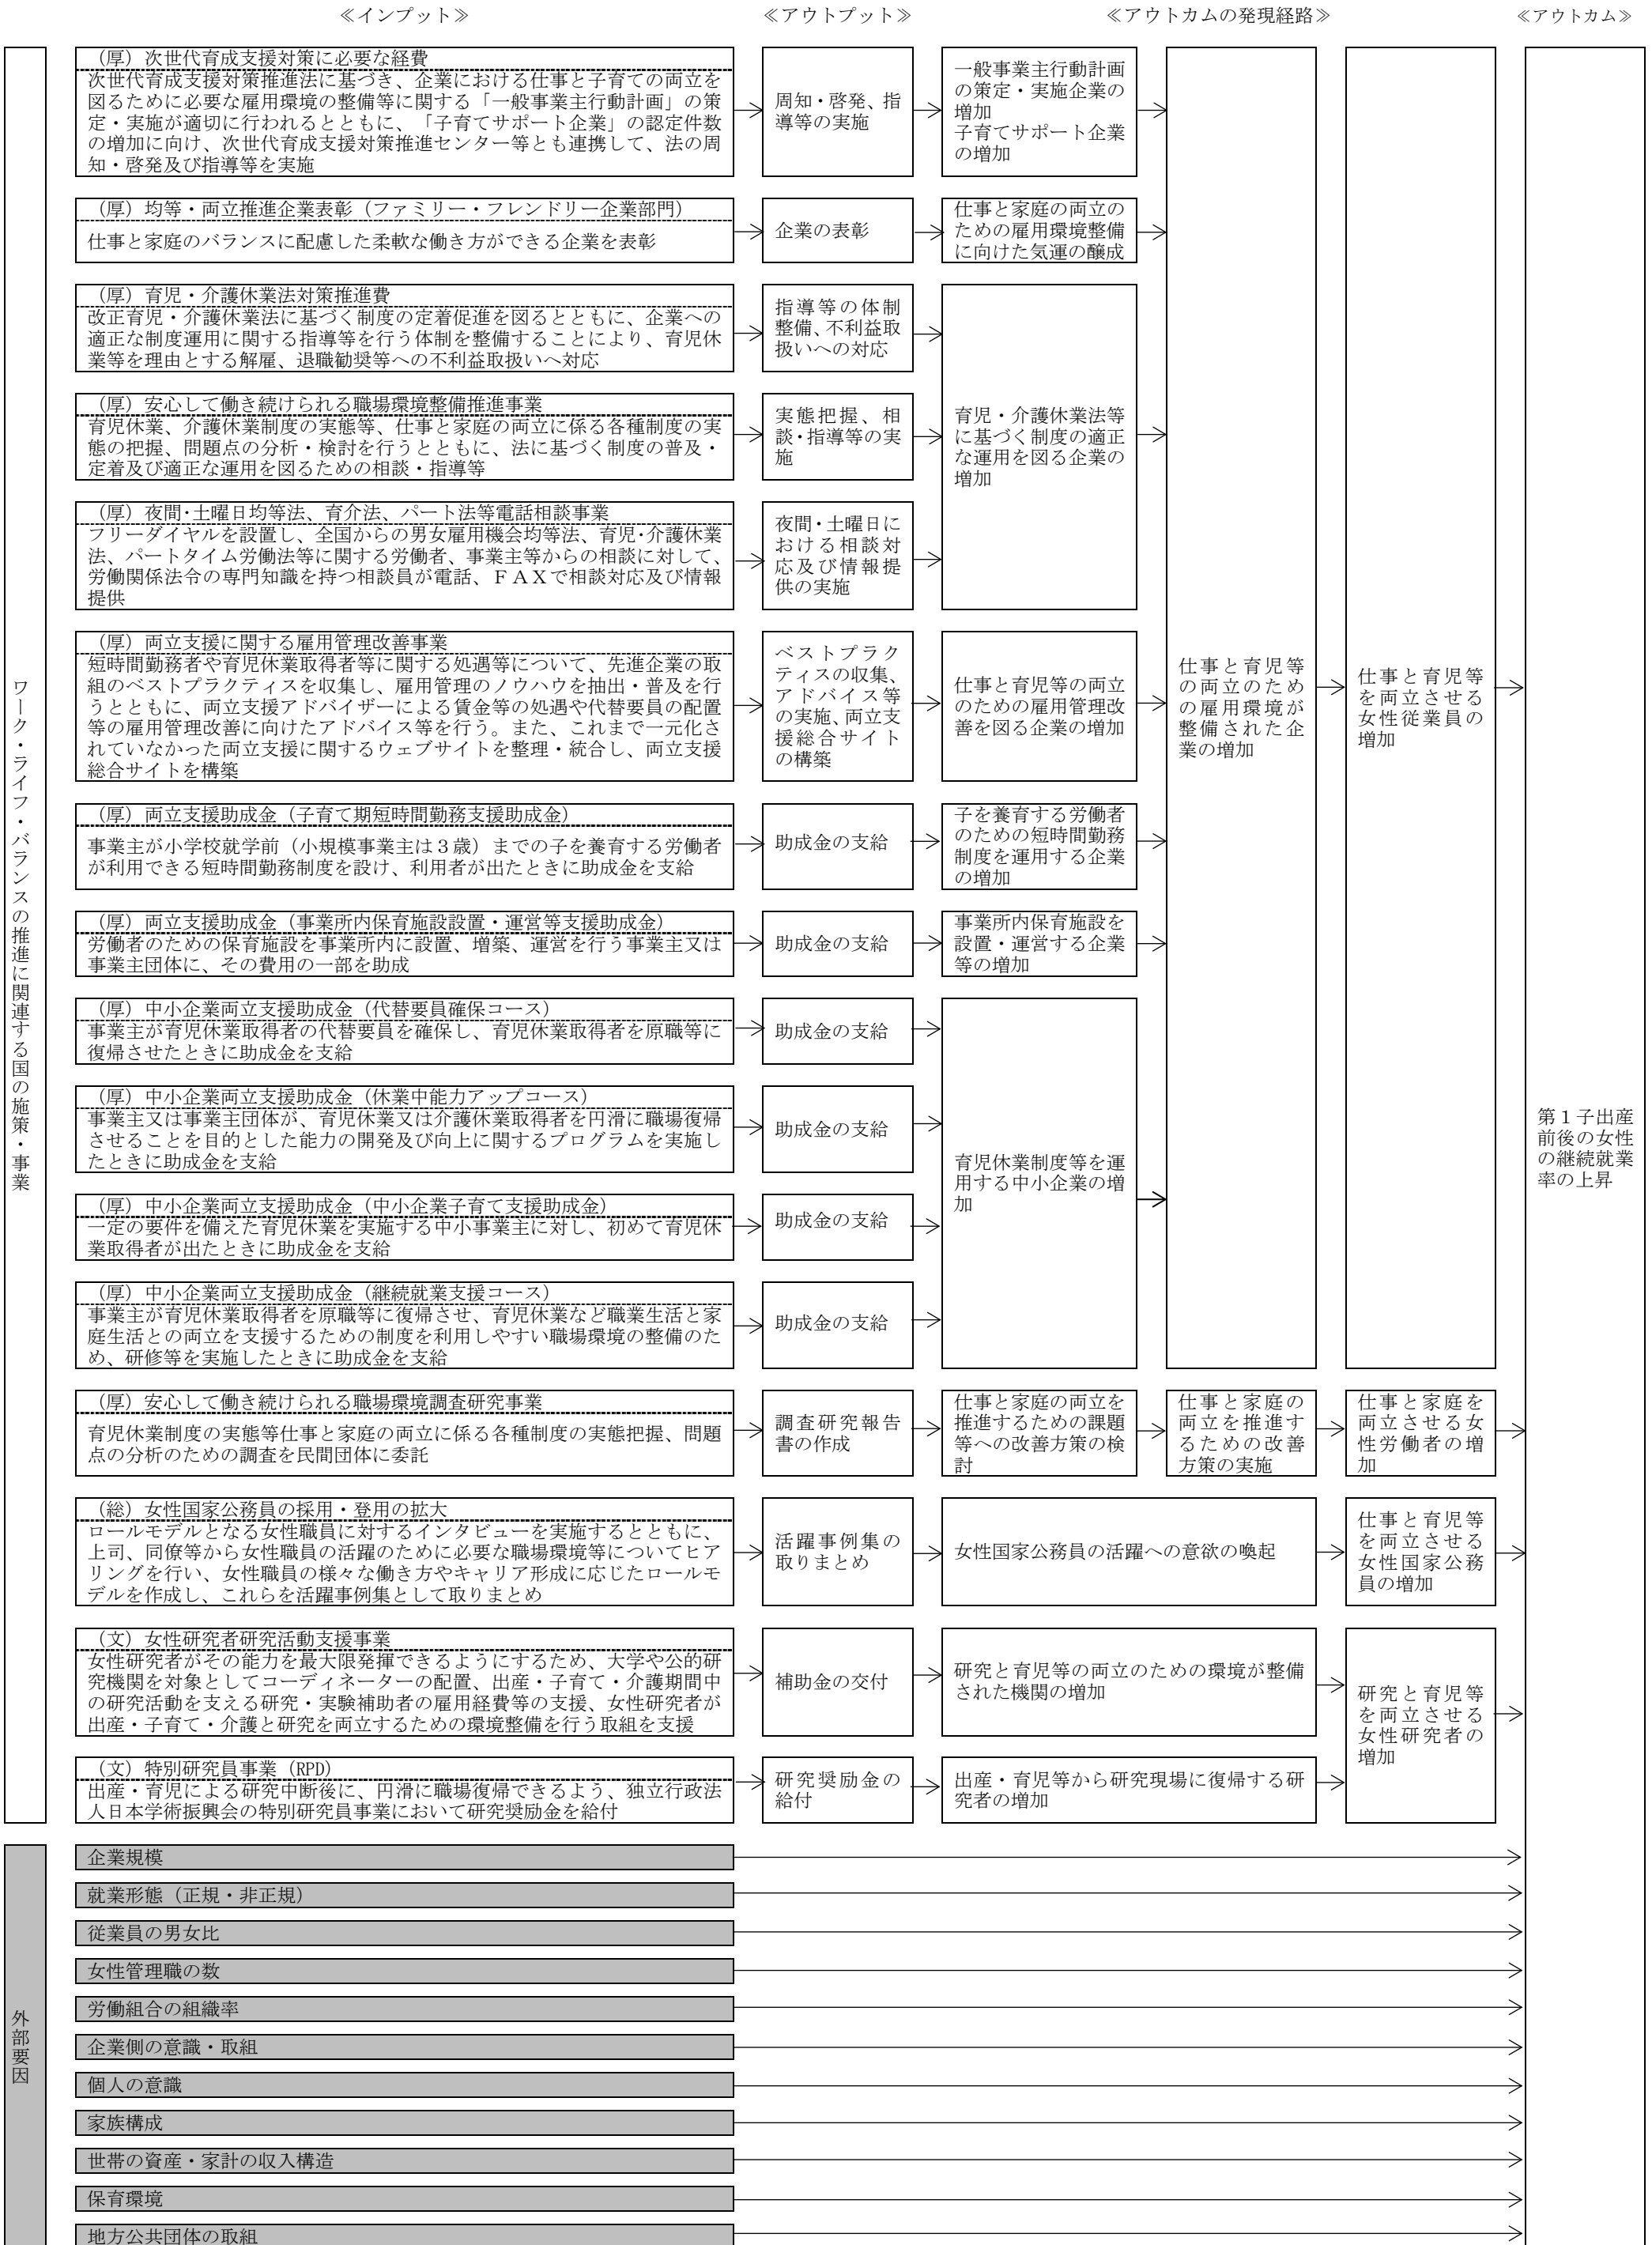 ≪インプット≫
≪アウトプット≫
≪アウトカムの発現経路≫
≪アウトカム≫
ワーク・ライフ・バランスの推進に関連する国の施策・事業
（厚）次世代育成支援対策に必要な経費
次世代育成支援対策推進法に基づき、企業における仕事と子育ての両立を
図るために必要な雇用環境の整備等に関する「一般事業主行動計画」の策
定・実施が適切に行われるとともに、「子育てサポート企業」の認定件数
の増加に向け、次世代育成支援対策推進センター等とも連携して、法の周
知・啓発及び指導等を実施
周知・啓発、指
導等の実施
一般事業主行動計画
の策定・実施企業の
増加
子育てサポート企業
の増加
（厚）均等・両立推進企業表彰（ファミリー・フレンドリー企業部門）
仕事と家庭のバランスに配慮した柔軟な働き方ができる企業を表彰
企業の表彰
仕事と家庭の両立の
ための雇用環境整備
に向けた気運の醸成
（厚）育児・介護休業法対策推進費
改正育児・介護休業法に基づく制度の定着促進を図るとともに、企業への
適正な制度運用に関する指導等を行う体制を整備することにより、育児休
業等を理由とする解雇、退職勧奨等への不利益取扱いへ対応
指導等の体制
整備、不利益取
扱いへの対応
（厚）安心して働き続けられる職場環境整備推進事業
育児休業、介護休業制度の実態等、仕事と家庭の両立に係る各種制度の実
態の把握、問題点の分析・検討を行うとともに、法に基づく制度の普及・
定着及び適正な運用を図るための相談・指導等
実態把握、相
談・指導等の実
施
育児・介護休業法等
に基づく制度の適正
な運用を図る企業の
増加
（厚）夜間・土曜日均等法、育介法、パート法等電話相談事業
フリーダイヤルを設置し、全国からの男女雇用機会均等法、育児・介護休業
法、パートタイム労働法等に関する労働者、事業主等からの相談に対して、
労働関係法令の専門知識を持つ相談員が電話、ＦＡＸで相談対応及び情報
提供
夜間・土曜日に
おける相談対
応及び情報提
供の実施
（厚）両立支援に関する雇用管理改善事業
短時間勤務者や育児休業取得者等に関する処遇等について、先進企業の取
組のベストプラクティスを収集し、雇用管理のノウハウを抽出・普及を行
うとともに、両立支援アドバイザーによる賃金等の処遇や代替要員の配置
等の雇用管理改善に向けたアドバイス等を行う。また、これまで一元化さ
れていなかった両立支援に関するウェブサイトを整理・統合し、両立支援
総合サイトを構築
ベストプラク
ティスの収集、
アドバイス等
の実施、両立支
援総合サイト
の構築
仕事と育児等の両立
のための雇用管理改
善を図る企業の増加
仕事と育児等
の両立のため
の雇用環境が
整備された企
業の増加
仕事と育児等
を両立させる
女性従業員の
増加
（厚）両立支援助成金（子育て期短時間勤務支援助成金）
事業主が小学校就学前（小規模事業主は３歳）までの子を養育する労働者
が利用できる短時間勤務制度を設け、利用者が出たときに助成金を支給
助成金の支給
子を養育する労働者
のための短時間勤務
制度を運用する企業
の増加
（厚）両立支援助成金（事業所内保育施設設置・運営等支援助成金）
労働者のための保育施設を事業所内に設置、増築、運営を行う事業主又は
事業主団体に、その費用の一部を助成
助成金の支給
事業所内保育施設を
設置・運営する企業
等の増加
（厚）中小企業両立支援助成金（代替要員確保コース）
事業主が育児休業取得者の代替要員を確保し、育児休業取得者を原職等に
復帰させたときに助成金を支給
助成金の支給
（厚）中小企業両立支援助成金（休業中能力アップコース）
事業主又は事業主団体が、育児休業又は介護休業取得者を円滑に職場復帰
させることを目的とした能力の開発及び向上に関するプログラムを実施し
たときに助成金を支給
助成金の支給
育児休業制度等を運
用する中小企業の増
加
（厚）中小企業両立支援助成金（中小企業子育て支援助成金）
一定の要件を備えた育児休業を実施する中小事業主に対し、初めて育児休
業取得者が出たときに助成金を支給
助成金の支給
（厚）中小企業両立支援助成金（継続就業支援コース）
事業主が育児休業取得者を原職等に復帰させ、育児休業など職業生活と家
庭生活との両立を支援するための制度を利用しやすい職場環境の整備のた
め、研修等を実施したときに助成金を支給
助成金の支給
第１子出産
前後の女性
の継続就業
率の上昇
（厚）安心して働き続けられる職場環境調査研究事業
育児休業制度の実態等仕事と家庭の両立に係る各種制度の実態把握、問題
点の分析のための調査を民間団体に委託
調査研究報告
書の作成
仕事と家庭の両立を
推進するための課題
等への改善方策の検
討
仕事と家庭の
両立を推進す
るための改善
方策の実施
仕事と家庭を
両立させる女
性労働者の増
加
（総）女性国家公務員の採用・登用の拡大
ロールモデルとなる女性職員に対するインタビューを実施するとともに、
上司、同僚等から女性職員の活躍のために必要な職場環境等についてヒア
リングを行い、女性職員の様々な働き方やキャリア形成に応じたロールモ
デルを作成し、これらを活躍事例集として取りまとめ
活躍事例集の
取りまとめ
女性国家公務員の活躍への意欲の喚起
仕事と育児等
を両立させる
女性国家公務
員の増加
（文）女性研究者研究活動支援事業
女性研究者がその能力を最大限発揮できるようにするため、大学や公的研
究機関を対象としてコーディネーターの配置、出産・子育て・介護期間中
の研究活動を支える研究・実験補助者の雇用経費等の支援、女性研究者が
出産・子育て・介護と研究を両立するための環境整備を行う取組を支援
補助金の交付
研究と育児等の両立のための環境が整備
された機関の増加
研究と育児等
を両立させる
女性研究者の
増加
（文）特別研究員事業（RPD）
出産・育児による研究中断後に、円滑に職場復帰できるよう、独立行政法
人日本学術振興会の特別研究員事業において研究奨励金を給付
研究奨励金の
給付
出産・育児等から研究現場に復帰する研
究者の増加
外部要因
企業規模
就業形態（正規・非正規）
従業員の男女比
女性管理職の数
労働組合の組織率
企業側の意識・取組
個人の意識
家族構成
世帯の資産・家計の収入構造
保育環境
地方公共団体の取組